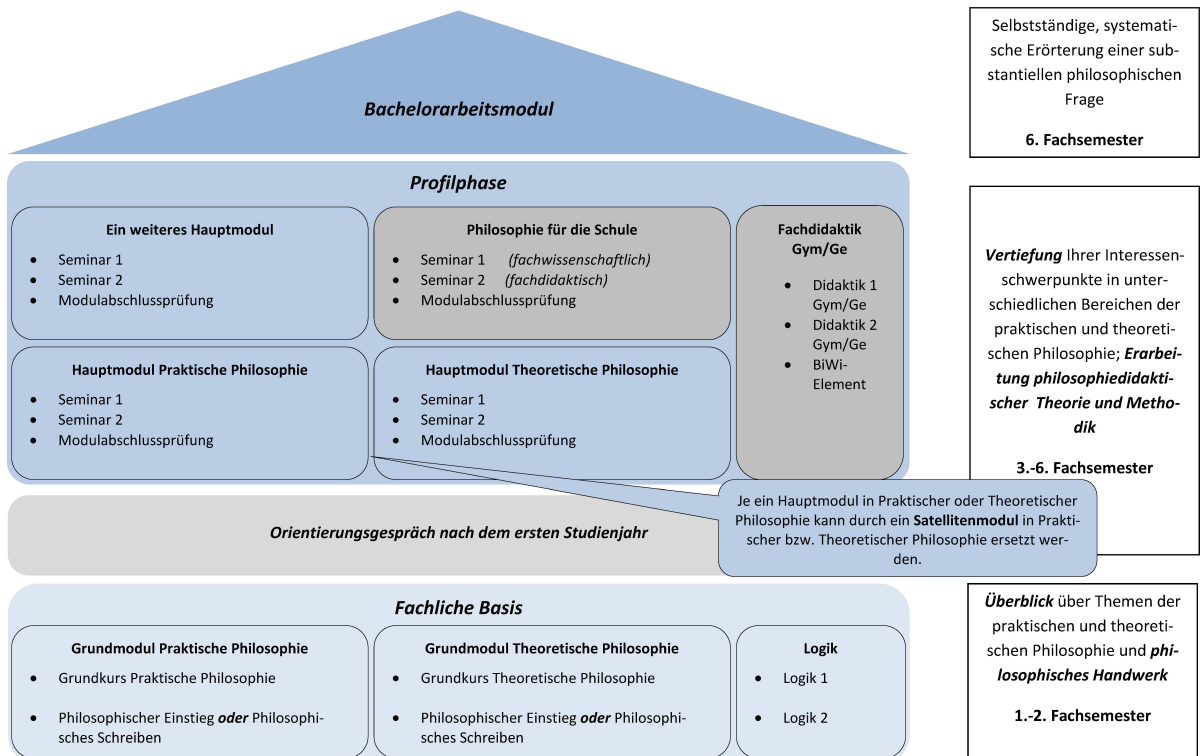 Bachelorarbeitsmodul
Selbstständige, systemati-
sche Erörterung einer sub-
stantiellen philosophischen
Frage
6. Fachsemester
Profilphase
Ein weiteres Hauptmodul
• Seminar 1
• Seminar 2
• Modulabschlussprüfung
Philosophie für die Schule
• Seminar 1 (fachwissenschaftlich)
• Seminar 2 (fachdidaktisch)
• Modulabschlussprüfung
Fachdidaktik
Gym/Ge
• Didaktik 1
Gym/Ge
• Didaktik 2
Gym/Ge
• BiWi-
Element
Hauptmodul Praktische Philosophie
• Seminar 1
• Seminar 2
• Modulabschlussprüfung
Hauptmodul Theoretische Philosophie
• Seminar 1
• Seminar 2
• Modulabschlussprüfung
Vertiefung Ihrer Interessen-
schwerpunkte in unter-
schiedlichen Bereichen der
praktischen und theoreti-
schen Philosophie; Erarbei-
tung philosophiedidakti-
scher Theorie und Metho-
dik
3.-6. Fachsemester
Je ein Hauptmodul in Praktischer oder Theoretischer
Philosophie kann durch ein Satellitenmodul in Prakti-
scher bzw. Theoretischer Philosophie ersetzt wer-
den.
Orientierungsgespräch nach dem ersten Studienjahr
Fachliche Basis
Grundmodul Praktische Philosophie
• Grundkurs Praktische Philosophie
• Philosophischer Einstieg oder Philosophi-
sches Schreiben
Grundmodul Theoretische Philosophie
• Grundkurs Theoretische Philosophie
• Philosophischer Einstieg oder Philosophi-
sches Schreiben
Logik
• Logik 1
• Logik 2
Überblick über Themen der
praktischen und theoreti-
schen Philosophie und phi-
losophisches Handwerk
1.-2. Fachsemester